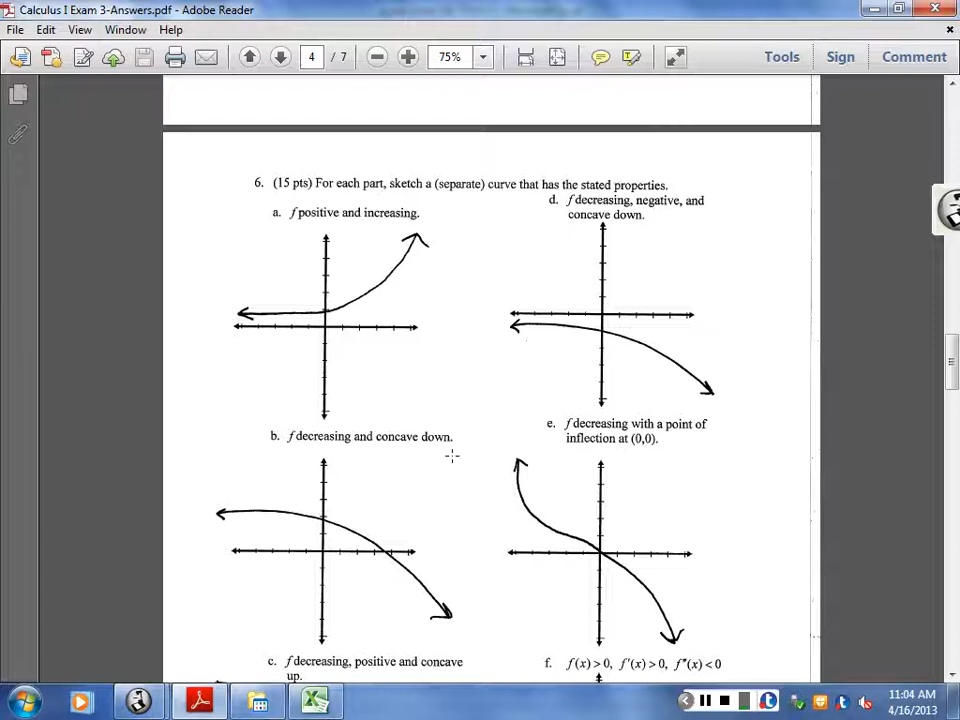 Calculus I Exam 3-Answers.pdf - Adobe Reader
File Edit View Window Help
4 / 7 75% Tools Sign Comment
6. (15 pts) For each part, sketch a (separate) curve that has the stated properties.
a. f positive and increasing.
d. f decreasing, negative, and
concave down.
b. f decreasing and concave down.
e. f decreasing with a point of
inflection at (0,0).
c. f decreasing, positive and concave
up.
f. f(x) > 0, f'(x) > 0, f''(x) < 0
11:04 AM
4/16/2013